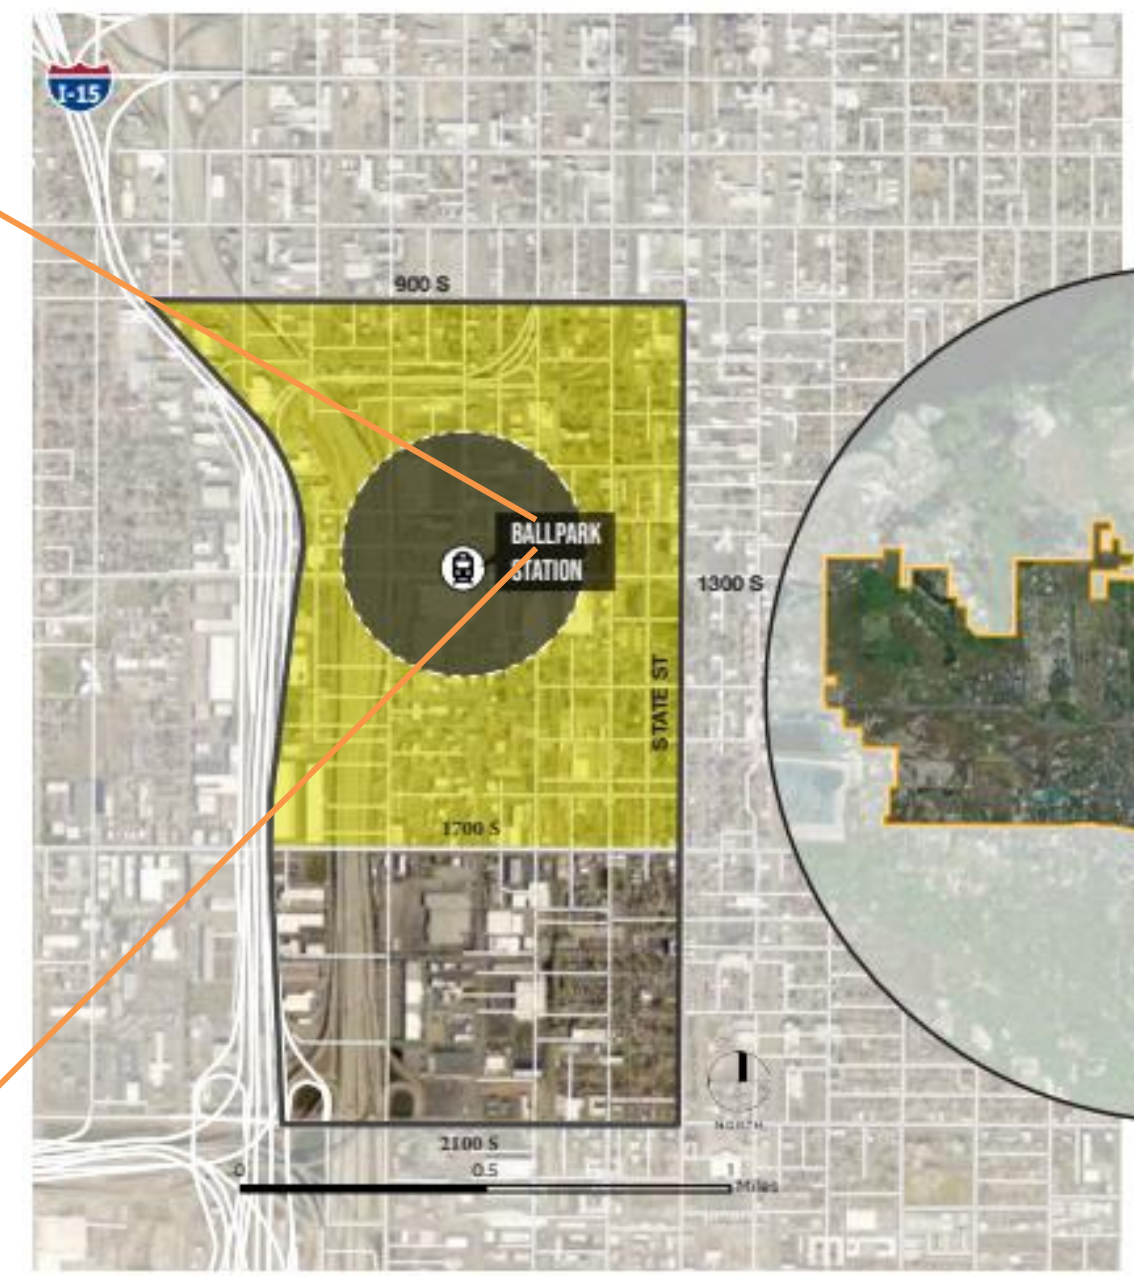 I-15
900 S
BALLPARK
STATION
1300 S
STATE ST
1700 S
NORTH
2100 S
0 0.5 1 Miles